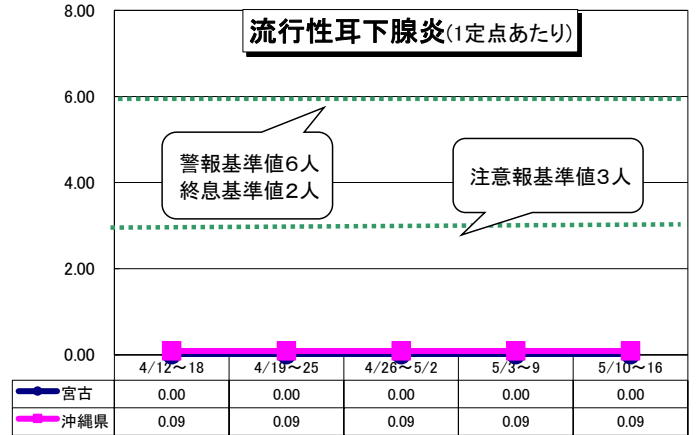 流行性耳下腺炎(1定点あたり)
8.00
6.00
警報基準値6人
終息基準値2人
注意報基準値3人
4.00
2.00
0.00
4/12～18 4/19～25 4/26～5/2 5/3～9 5/10～16
宮古 0.00 0.00 0.00 0.00 0.00
沖縄県 0.09 0.09 0.09 0.09 0.09